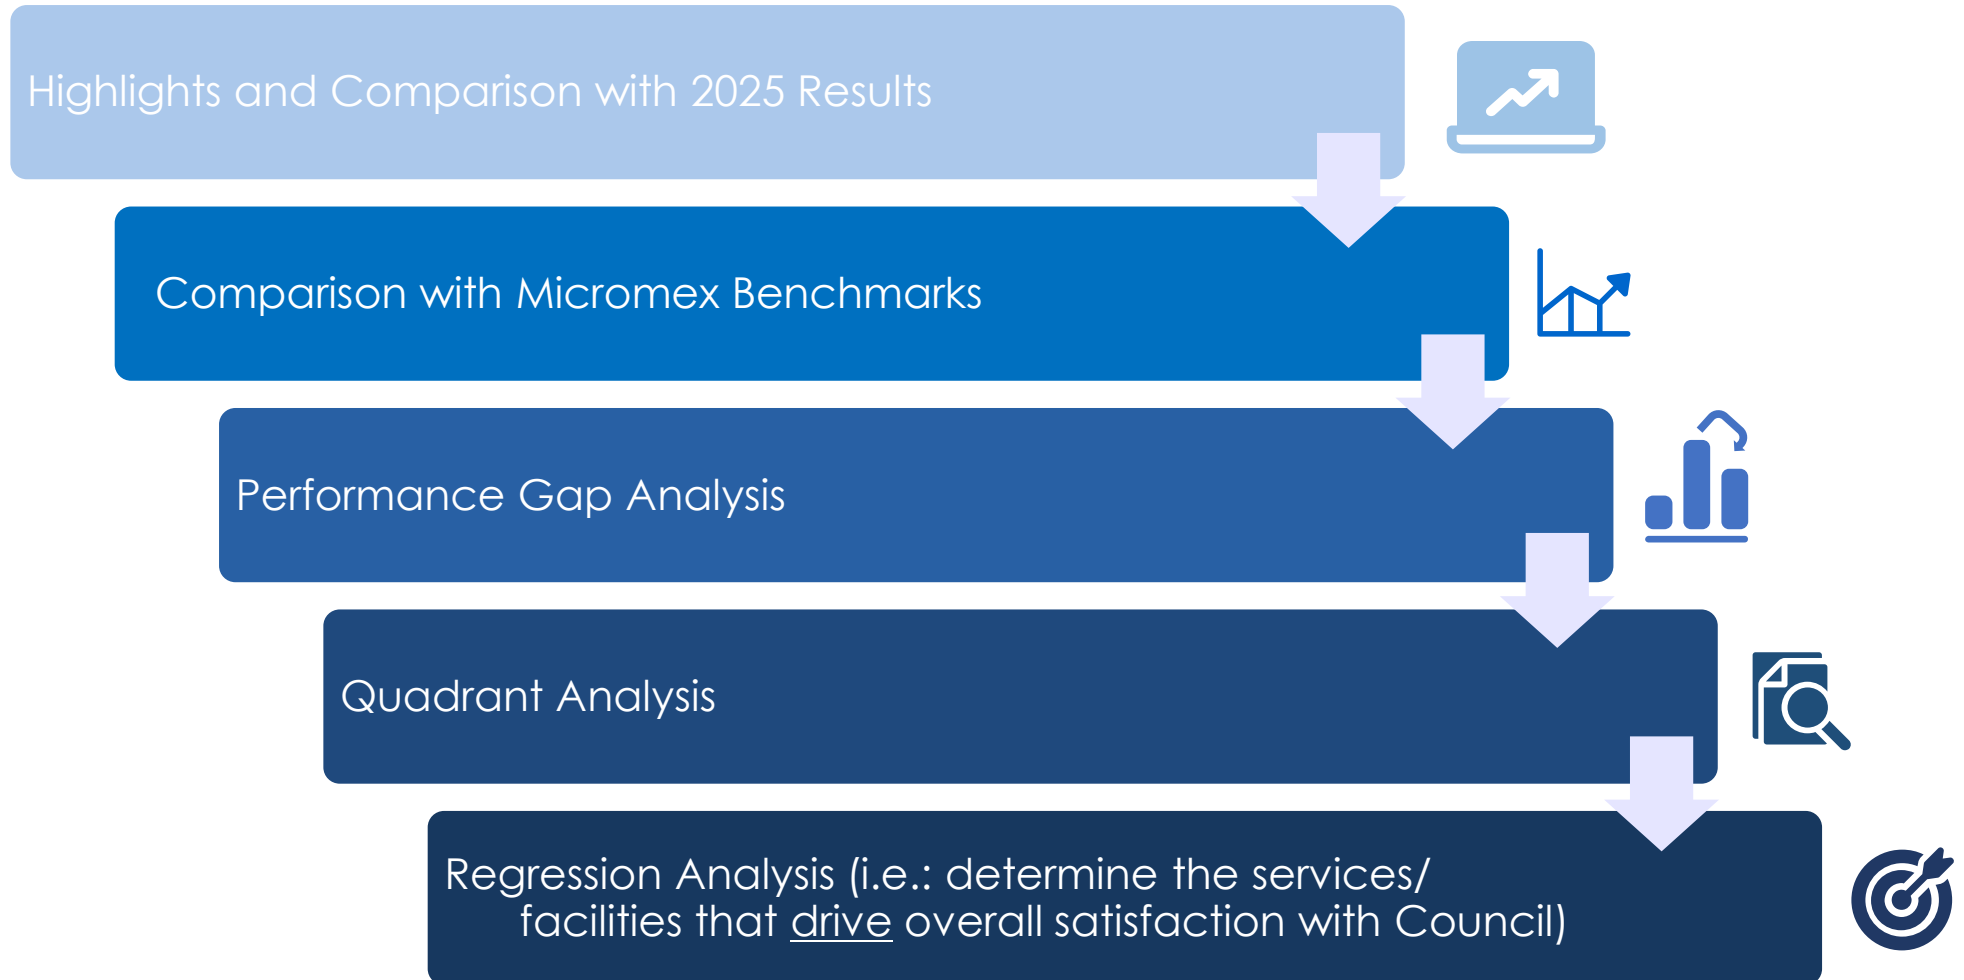 Highlights and Comparison with 2025 Results
Comparison with Micromex Benchmarks
Performance Gap Analysis
Quadrant Analysis
Regression Analysis (i.e.: determine the services/
facilities that drive overall satisfaction with Council)